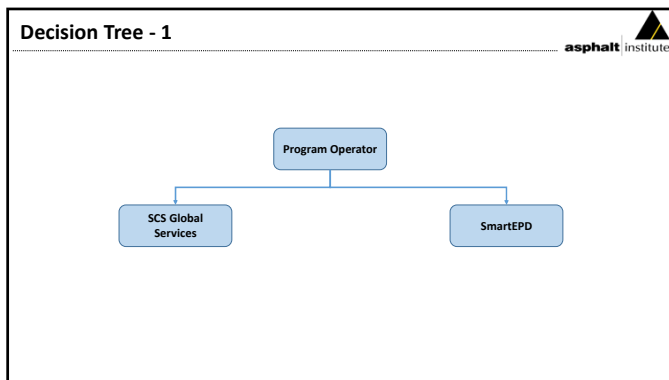 Decision Tree - 1
asphalt institute
Program Operator
SCS Global
Services
SmartEPD